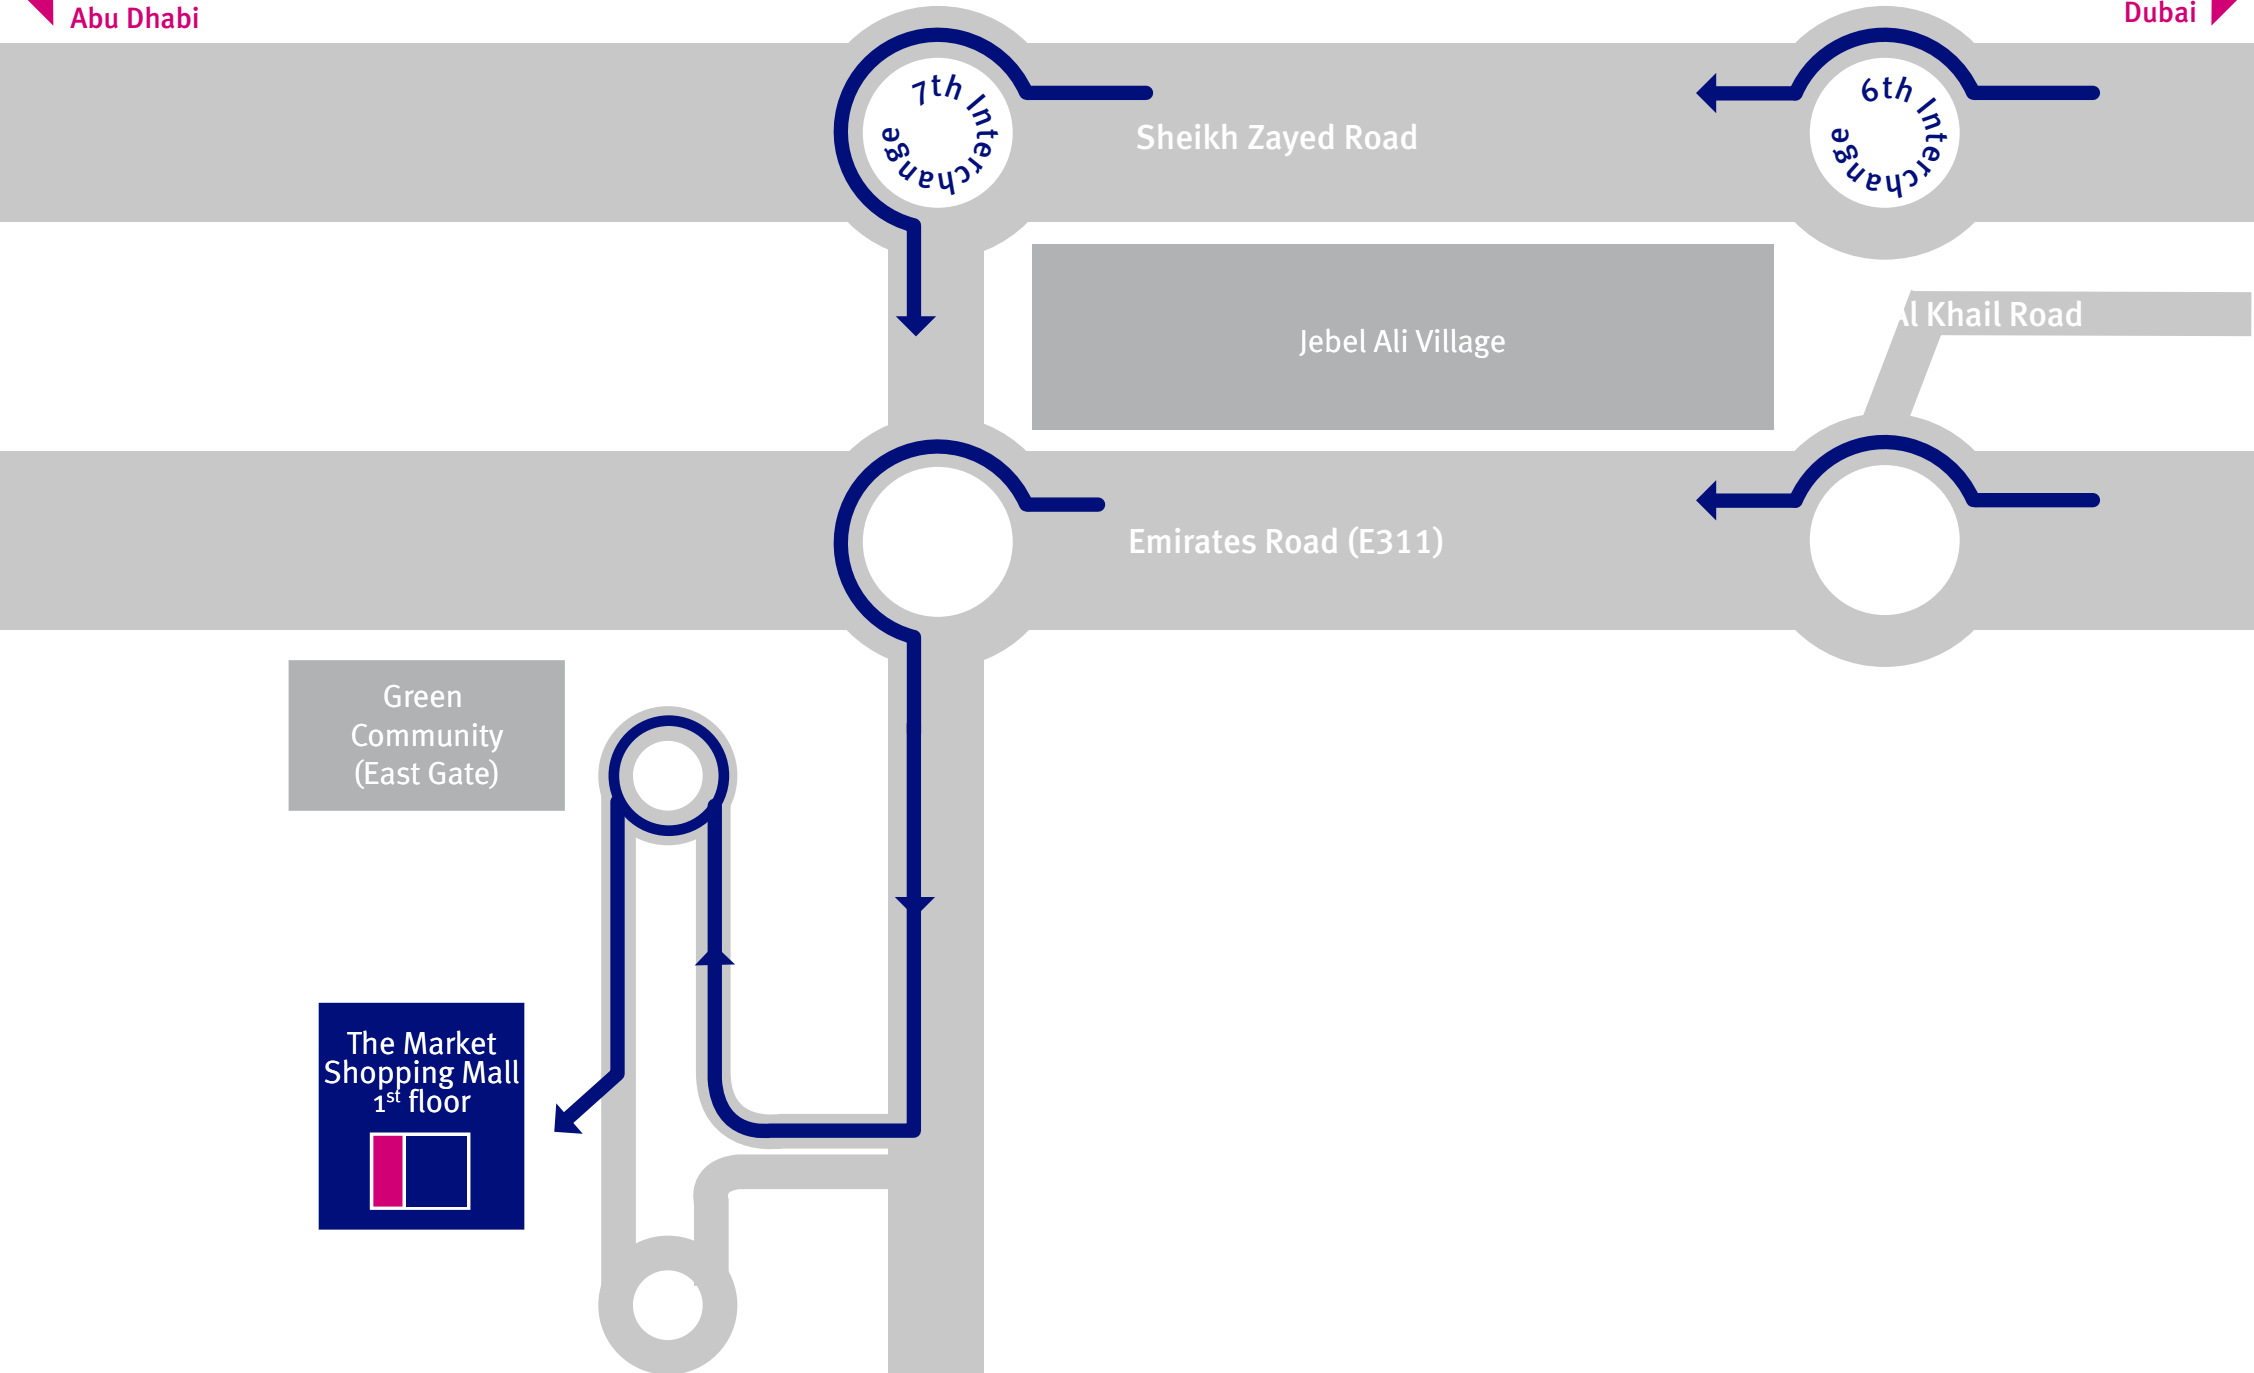 Abu Dhabi
Dubai
7th Interchange
6th Interchange
Sheikh Zayed Road
Al Khail Road
Jebel Ali Village
Emirates Road (E311)
Green
Community
(East Gate)
The Market
Shopping Mall
1st floor